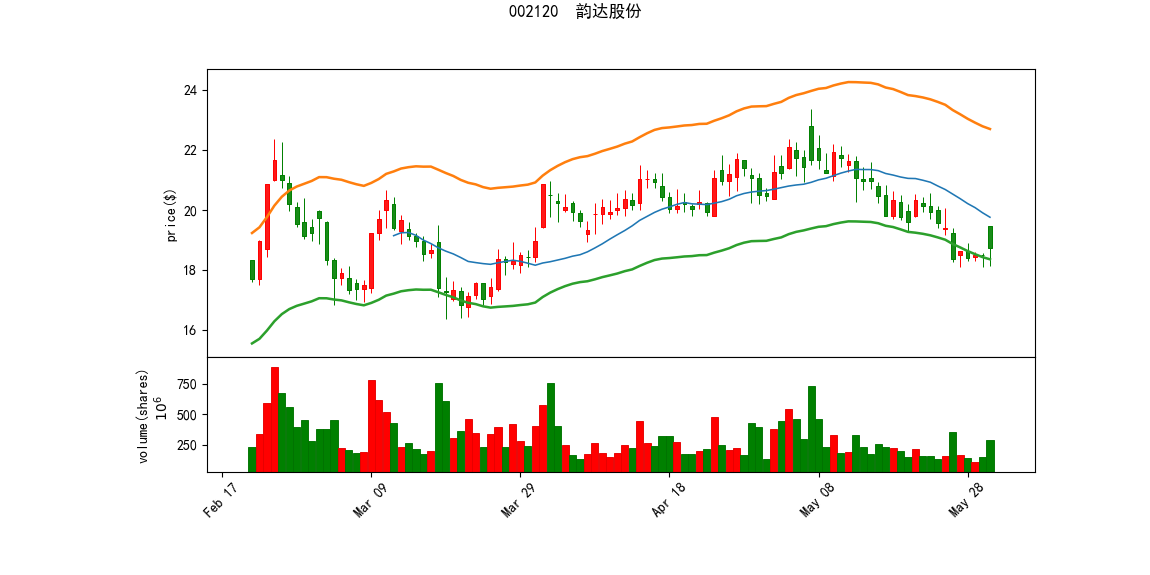 002120 韵达股份
price($)
24
22
20
18
16
volume(shares)
10^6
750
500
250
Feb 17
Mar 09
Mar 29
Apr 18
May 08
May 28